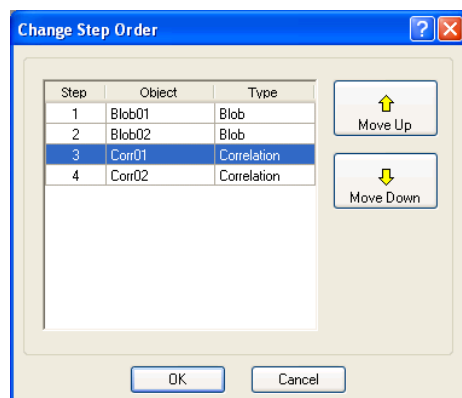 Change Step Order
Step Object Type
1 Blob01 Blob
2 Blob02 Blob
3 Corr01 Correlation
4 Corr02 Correlation
Move Up
Move Down
OK Cancel